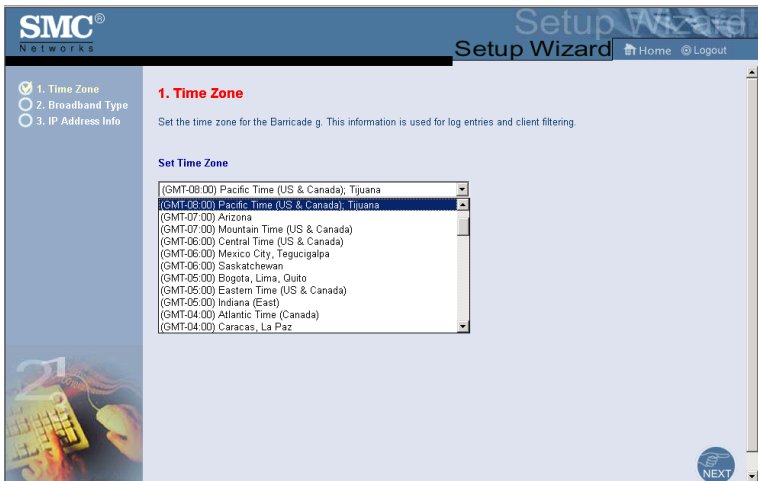 SMC®
Networks
Setup Wizard
Setup Wizard
Home
Logout
1. Time Zone
2. Broadband Type
3. IP Address Info
1. Time Zone
Set the time zone for the Barricade g. This information is used for log entries and client filtering.
Set Time Zone
(GMT-08:00) Pacific Time (US & Canada); Tijuana
(GMT-08:00) Pacific Time (US & Canada); Tijuana
(GMT-07:00) Arizona
(GMT-07:00) Mountain Time (US & Canada)
(GMT-06:00) Central Time (US & Canada)
(GMT-06:00) Mexico City, Tegucigalpa
(GMT-06:00) Saskatchewan
(GMT-05:00) Bogota, Lima, Quito
(GMT-05:00) Eastern Time (US & Canada)
(GMT-05:00) Indiana (East)
(GMT-04:00) Atlantic Time (Canada)
(GMT-04:00) Caracas, La Paz
NEXT